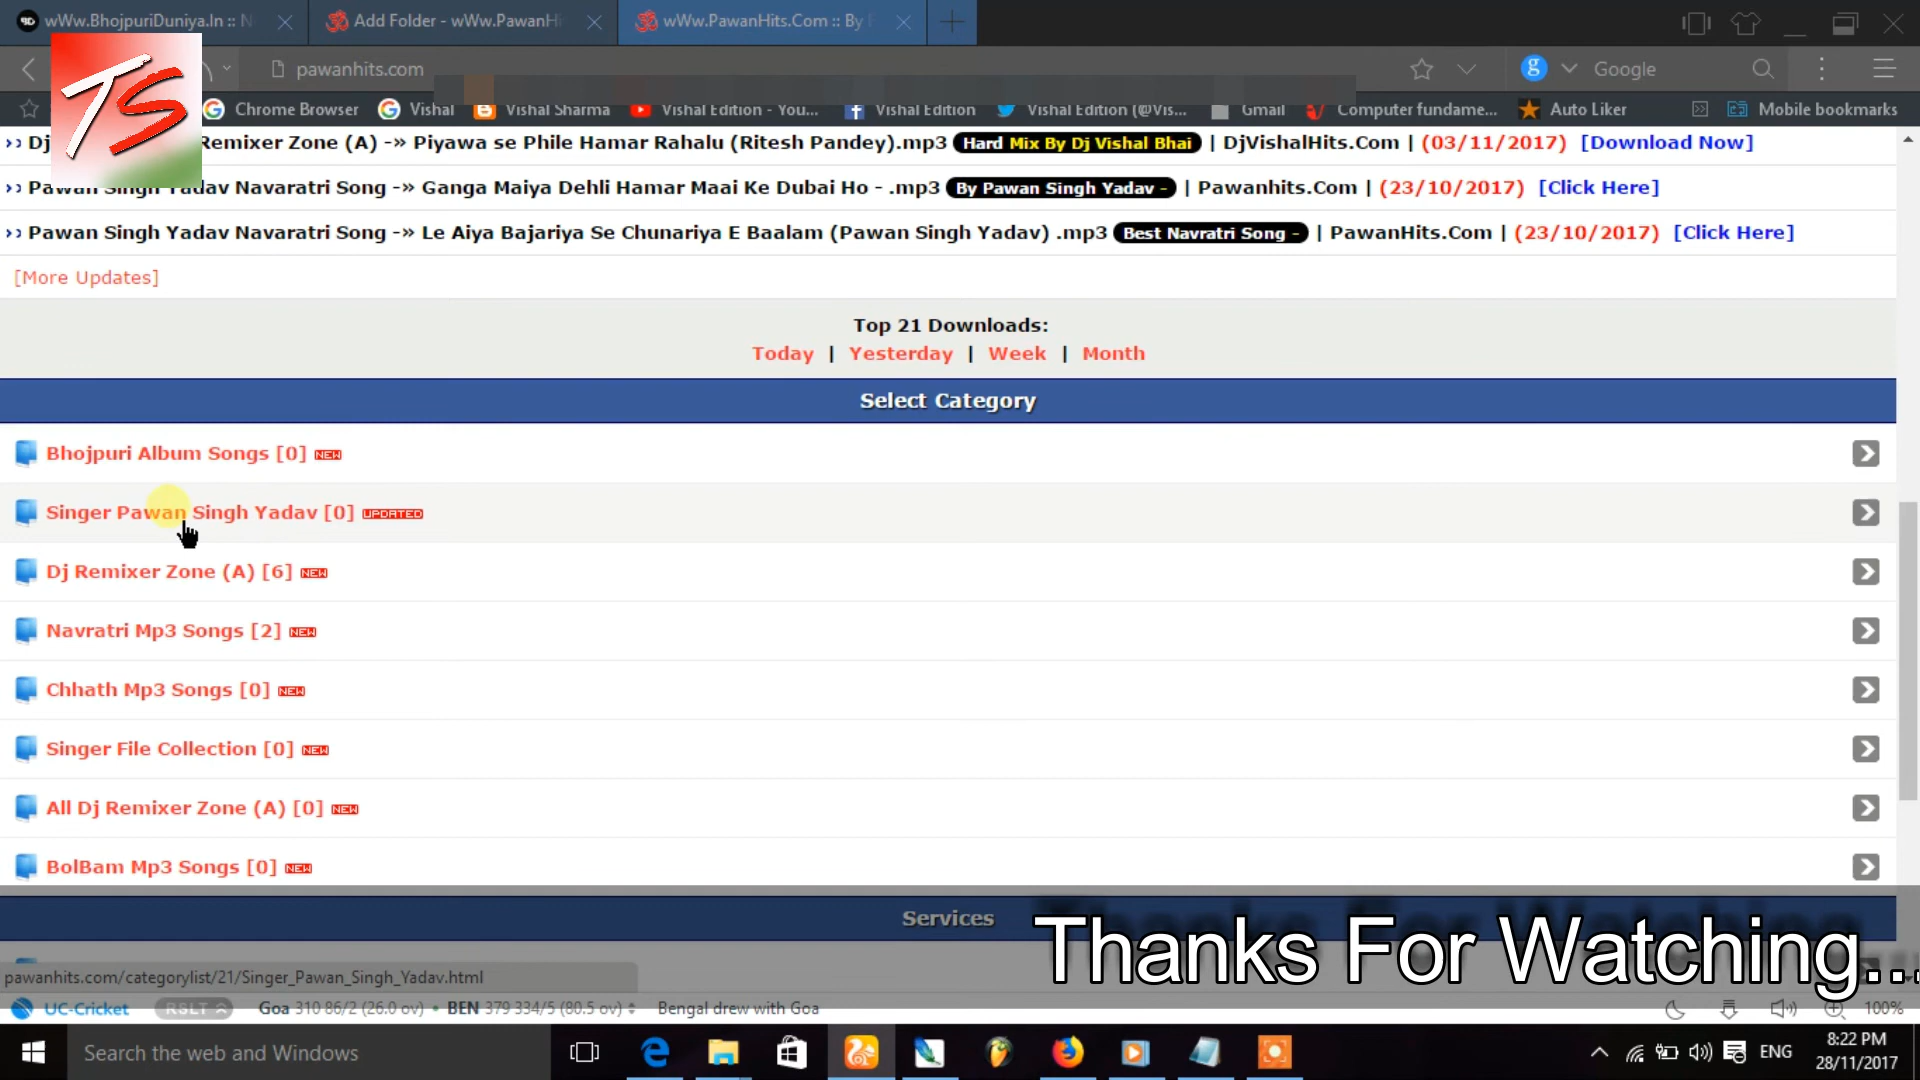 wWw.BhojpuriDuniya.In :: N
Add Folder - wWw.PawanHi
wWw.PawanHits.Com :: By
TS
pawanhits.com
Google
Chrome Browser
Vishal
Vishal Sharma
Vishal Edition - You...
Vishal Edition
Vishal Edition (@Vis...
Gmail
Computer fundame...
Auto Liker
Mobile bookmarks
Dj Remixer Zone (A) -» Piyawa se Phile Hamar Rahalu (Ritesh Pandey).mp3 Hard Mix By Dj Vishal Bhai | DjVishalHits.Com | (03/11/2017) [Download Now]
Pawan Singh Yadav Navaratri Song -» Ganga Maiya Dehli Hamar Maai Ke Dubai Ho - .mp3 By Pawan Singh Yadav - | Pawanhits.Com | (23/10/2017) [Click Here]
Pawan Singh Yadav Navaratri Song -» Le Aiya Bajariya Se Chunariya E Baalam (Pawan Singh Yadav) .mp3 Best Navratri Song - | PawanHits.Com | (23/10/2017) [Click Here]
[More Updates]
Top 21 Downloads:
Today | Yesterday | Week | Month
Select Category
Bhojpuri Album Songs [0] NEW
Singer Pawan Singh Yadav [0] UPDATED
Dj Remixer Zone (A) [6] NEW
Navratri Mp3 Songs [2] NEW
Chhath Mp3 Songs [0] NEW
Singer File Collection [0] NEW
All Dj Remixer Zone (A) [0] NEW
BolBam Mp3 Songs [0] NEW
Services
Thanks For Watching...
pawanhits.com/categorylist/21/Singer_Pawan_Singh_Yadav.html
UC-Cricket RSLT Goa 310 86/2 (26.0 ov) • BEN 379 334/5 (80.5 ov) Bengal drew with Goa
100%
Search the web and Windows
ENG
8:22 PM
28/11/2017